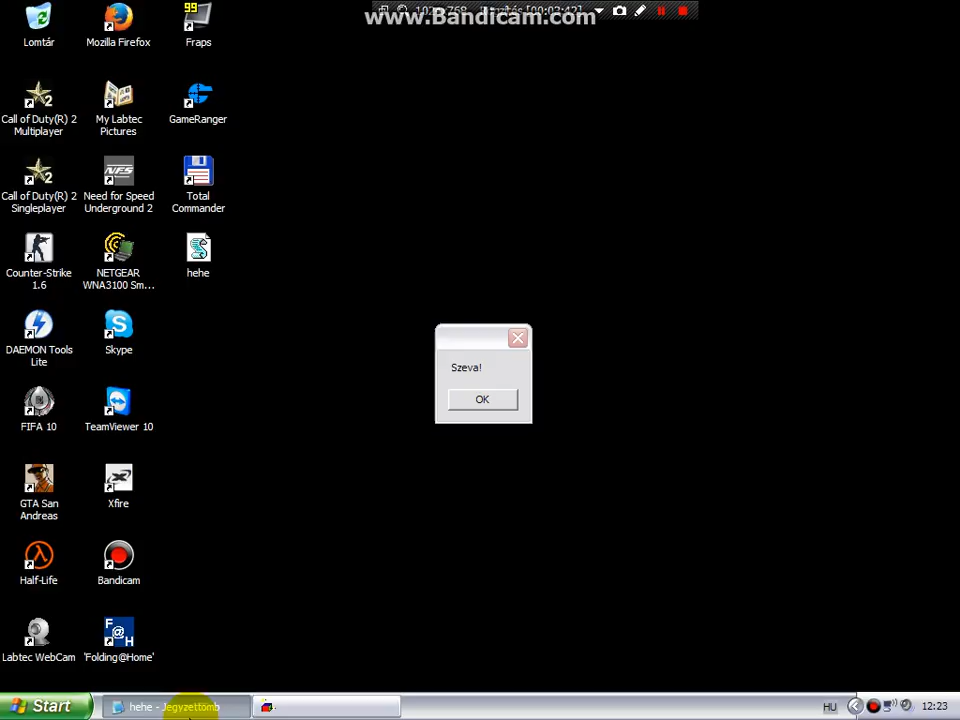 www.Bandicam.com
99
Lomtár
Mozilla Firefox
Fraps
Call of Duty(R) 2
Multiplayer
My Labtec
Pictures
GameRanger
Call of Duty(R) 2
Singleplayer
Need for Speed
Underground 2
Total
Commander
Counter-Strike
1.6
NETGEAR
WNA3100 Sm...
hehe
DAEMON Tools
Lite
Skype
Szeva!
OK
FIFA 10
TeamViewer 10
GTA San
Andreas
Xfire
Half-Life
Bandicam
F@H
Labtec WebCam
'Folding@Home'
Start
hehe - Jegyzettömb
HU
12:23